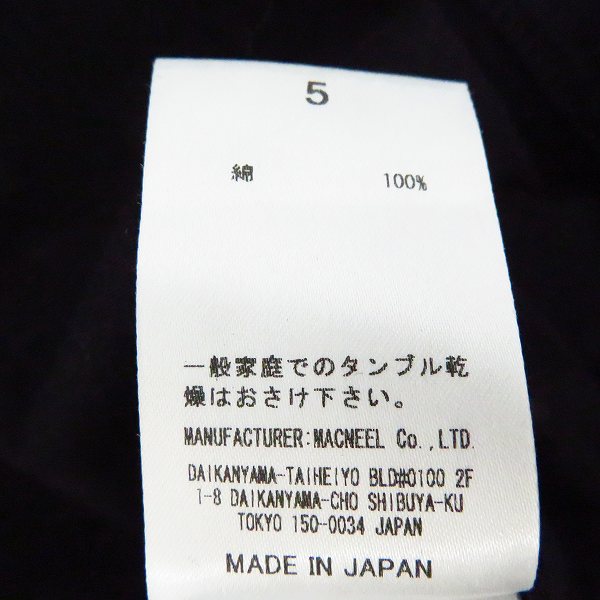 5
綿 100%
一般家庭でのタンブル乾
燥はおさけ下さい。
MANUFACTURER:MACNEEL Co.,LTD.
DAIKANYAMA-TAIHEIYO BLD#0100 2F
1-8 DAIKANYAMA-CHO SHIBUYA-KU
TOKYO 150-0034 JAPAN
MADE IN JAPAN